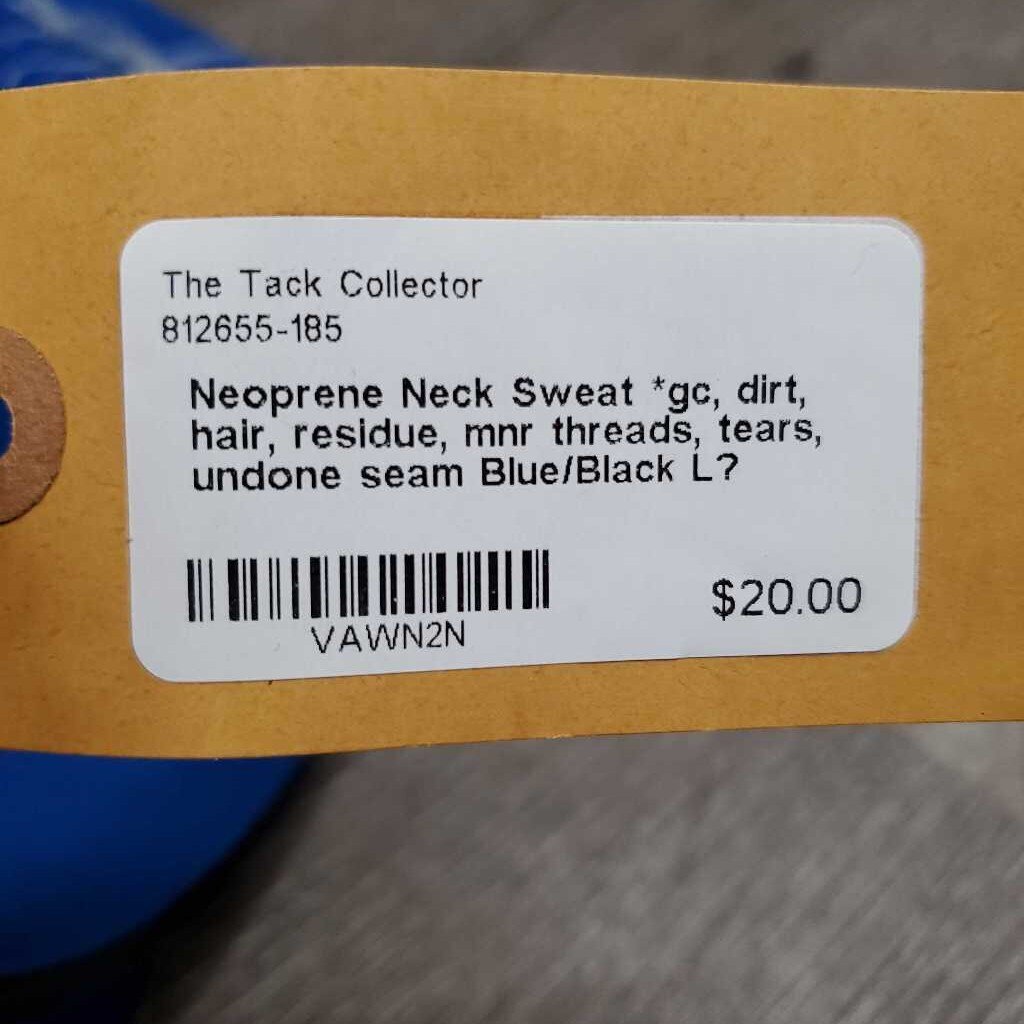 The Tack Collector
812655-185
Neoprene Neck Sweat *gc, dirt,
hair, residue, mnr threads, tears,
undone seam Blue/Black L?
VAWN2N
$20.00